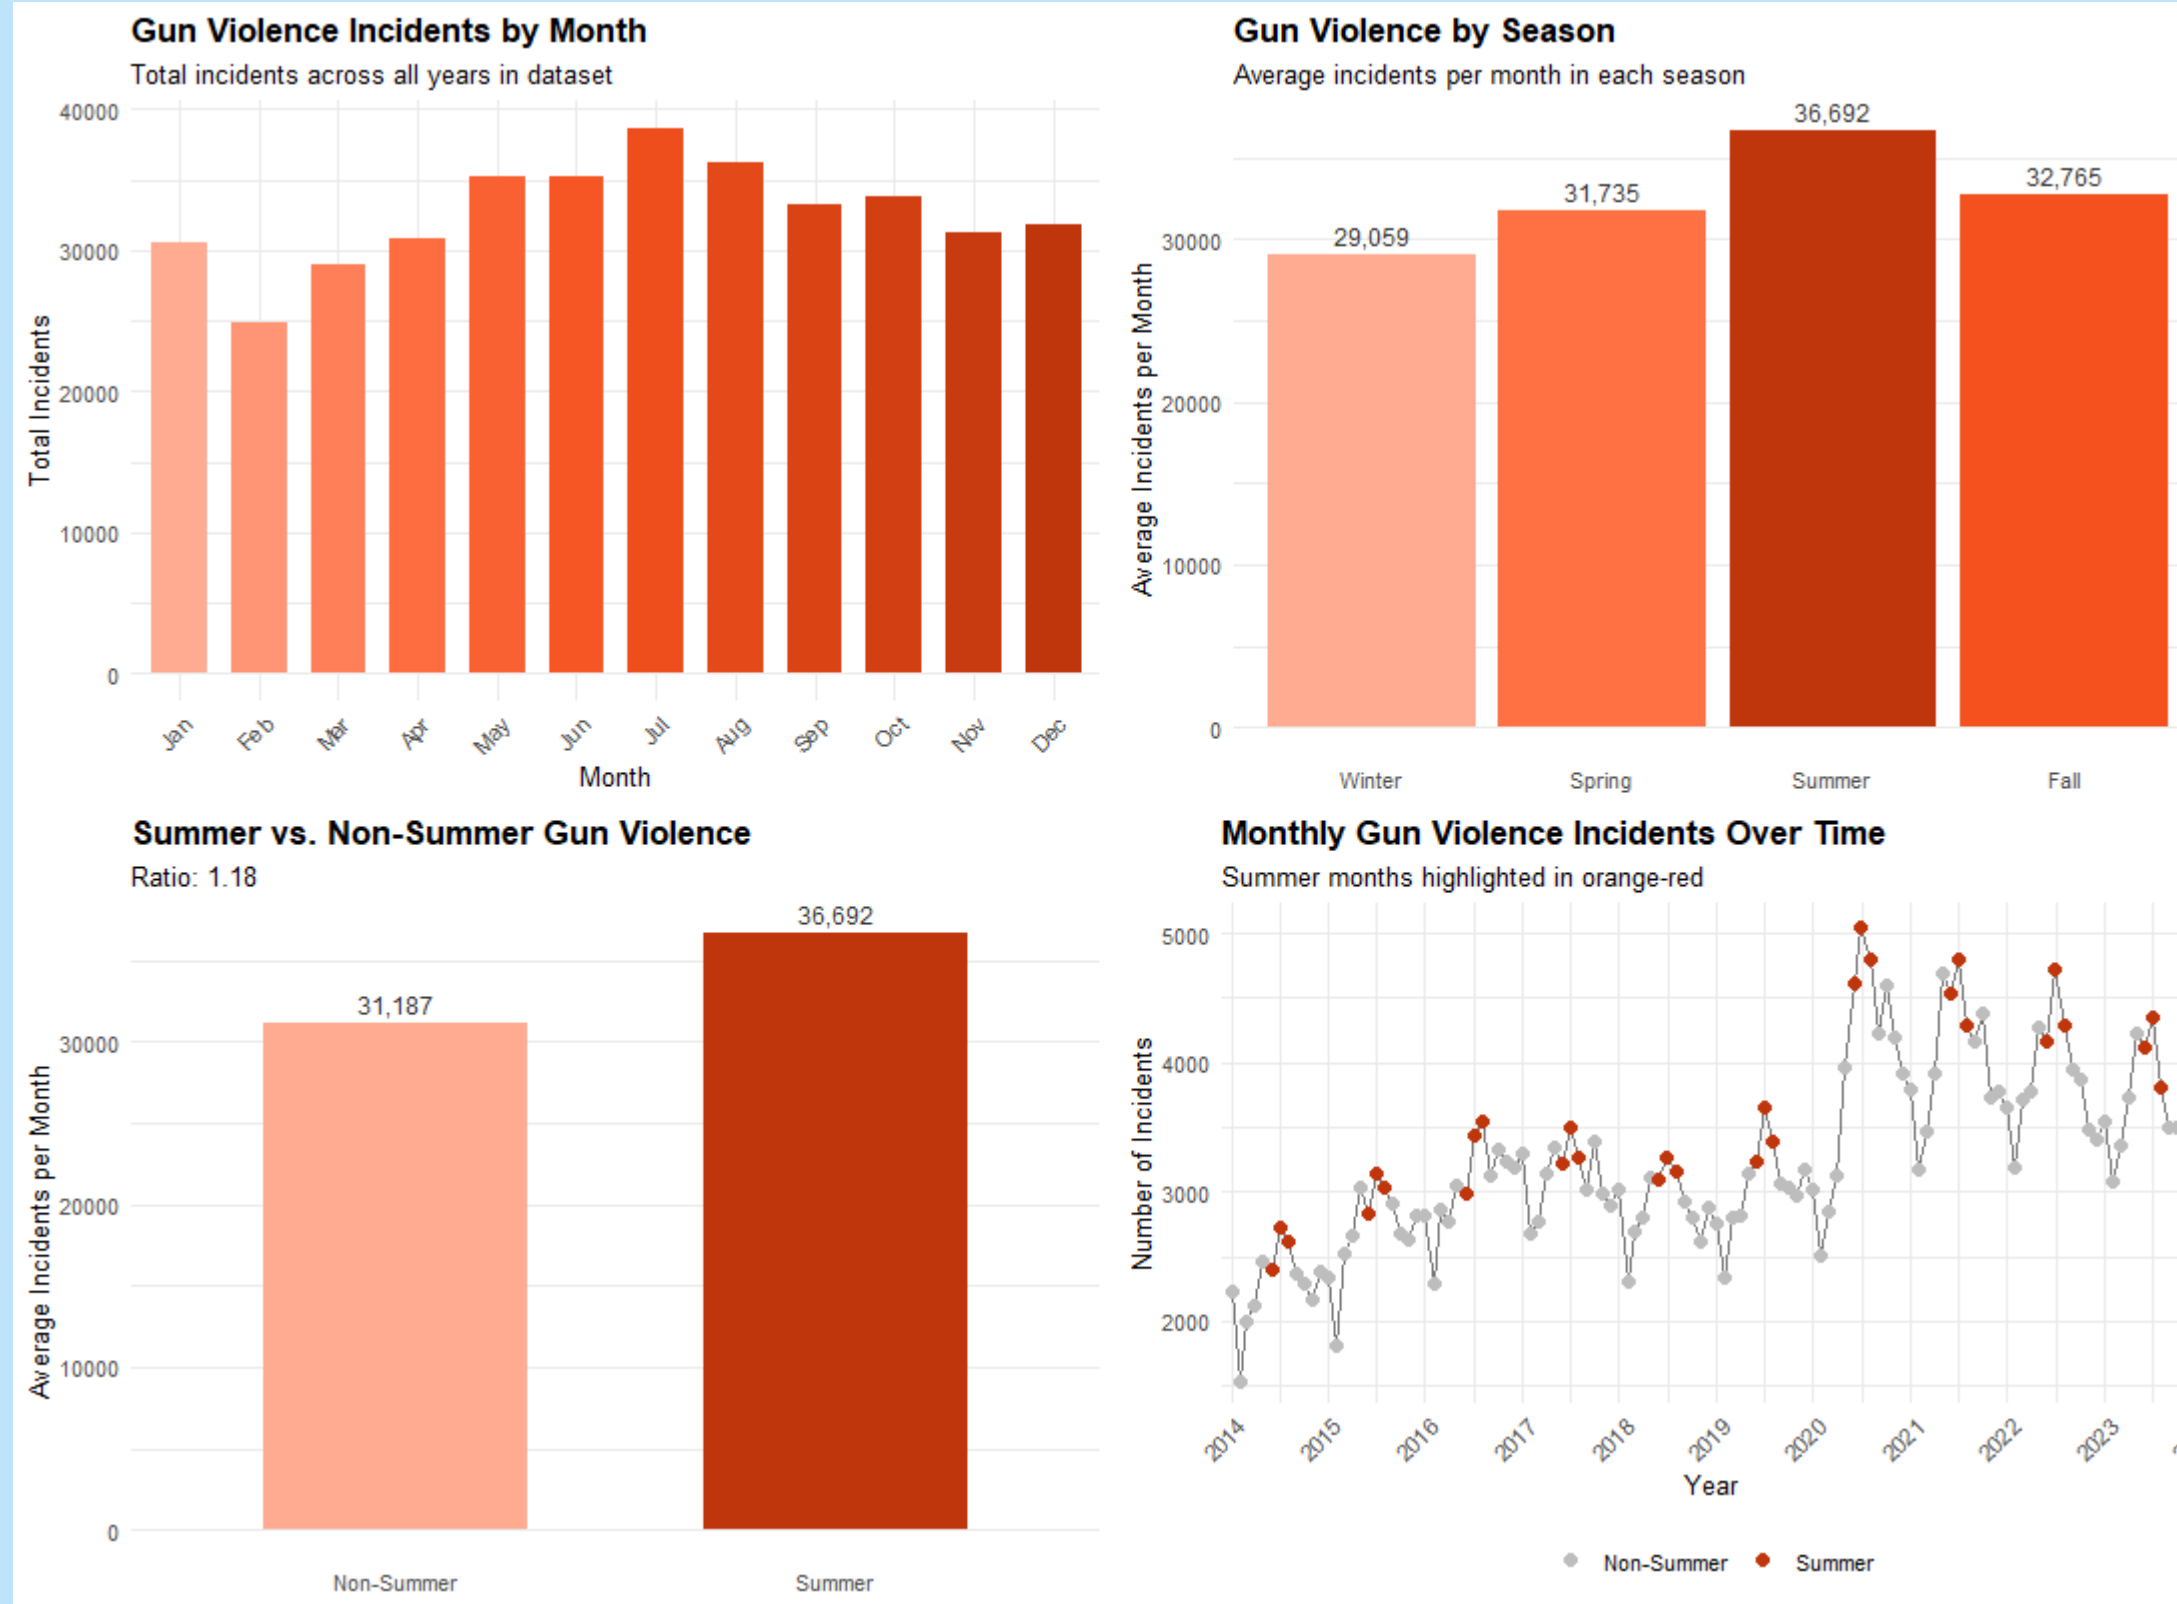 Gun Violence Incidents by Month
Total incidents across all years in dataset
40000
30000
20000
10000
0
Total Incidents
Jan
Feb
Mar
Apr
May
Jun
Jul
Aug
Sep
Oct
Nov
Dec
Month
Gun Violence by Season
Average incidents per month in each season
36,692
32,765
31,735
29,059
30000
20000
10000
0
Average Incidents per Month
Winter
Spring
Summer
Fall
Summer vs. Non-Summer Gun Violence
Ratio: 1.18
36,692
31,187
30000
20000
10000
0
Average Incidents per Month
Non-Summer
Summer
Monthly Gun Violence Incidents Over Time
Summer months highlighted in orange-red
5000
4000
3000
2000
Number of Incidents
2014
2015
2016
2017
2018
2019
2020
2021
2022
2023
Year
Non-Summer
Summer